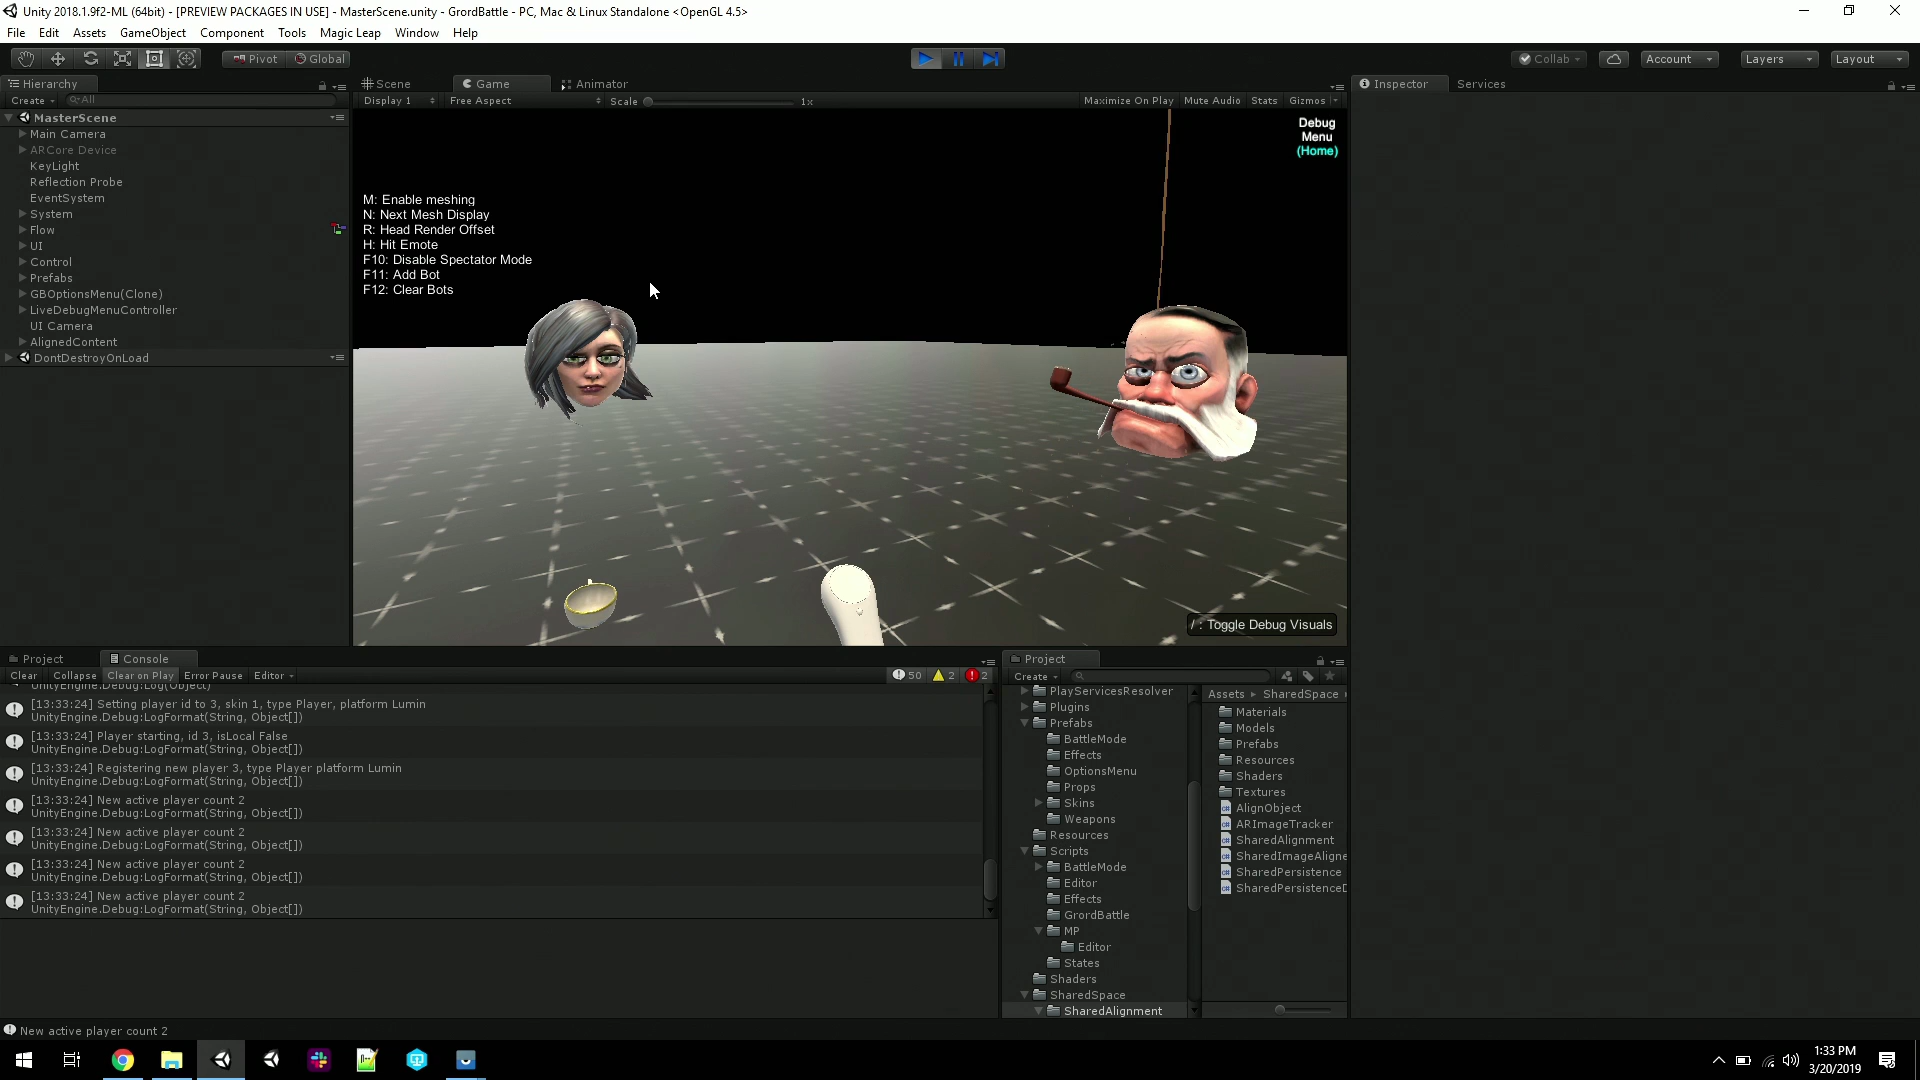 Unity 2018.1.9f2-ML (64bit) - [PREVIEW PACKAGES IN USE] - MasterScene.unity - GrordBattle - PC, Mac & Linux Standalone <OpenGL 4.5>
File Edit Assets GameObject Component Tools Magic Leap Window Help
Pivot Global Collab Account Layers Layout
Hierarchy
Create All
MasterScene
Main Camera
ARCore Device
KeyLight
Reflection Probe
EventSystem
System
Flow
UI
Control
Prefabs
GBOptionsMenu(Clone)
LiveDebugMenuController
UI Camera
AlignedContent
DontDestroyOnLoad
Scene Game Animator
Display 1 Free Aspect Scale 1x Maximize On Play Mute Audio Stats Gizmos
Debug
Menu
(Home)
M: Enable meshing
N: Next Mesh Display
R: Head Render Offset
H: Hit Emote
F10: Disable Spectator Mode
F11: Add Bot
F12: Clear Bots
/ : Toggle Debug Visuals
Inspector Services
Project Console
Clear Collapse Clear on Play Error Pause Editor 50 2 2
UnityEngine.Debug:Log(Object)
[13:33:24] Setting player id to 3, skin 1, type Player, platform Lumin
UnityEngine.Debug:LogFormat(String, Object[])
[13:33:24] Player starting, id 3, isLocal False
UnityEngine.Debug:LogFormat(String, Object[])
[13:33:24] Registering new player 3, type Player platform Lumin
UnityEngine.Debug:LogFormat(String, Object[])
[13:33:24] New active player count 2
UnityEngine.Debug:LogFormat(String, Object[])
[13:33:24] New active player count 2
UnityEngine.Debug:LogFormat(String, Object[])
[13:33:24] New active player count 2
UnityEngine.Debug:LogFormat(String, Object[])
[13:33:24] New active player count 2
UnityEngine.Debug:LogFormat(String, Object[])
Project
Create
PlayServicesResolver
Plugins
Prefabs
BattleMode
Effects
OptionsMenu
Props
Skins
Weapons
Resources
Scripts
BattleMode
Editor
Effects
GrordBattle
MP
Editor
States
Shaders
SharedSpace
SharedAlignment
Assets SharedSpace
Materials
Models
Prefabs
Resources
Shaders
Textures
AlignObject
ARImageTracker
SharedAlignment
SharedImageAligne
SharedPersistence
SharedPersistenceD
New active player count 2
1:33 PM
3/20/2019